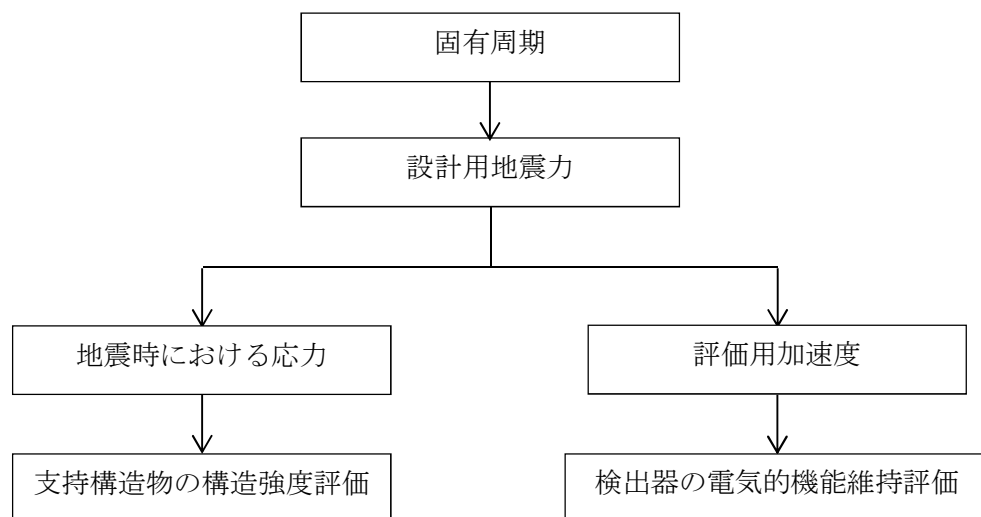 固有周期
設計用地震力
地震時における応力
評価用加速度
支持構造物の構造強度評価
検出器の電気的機能維持評価